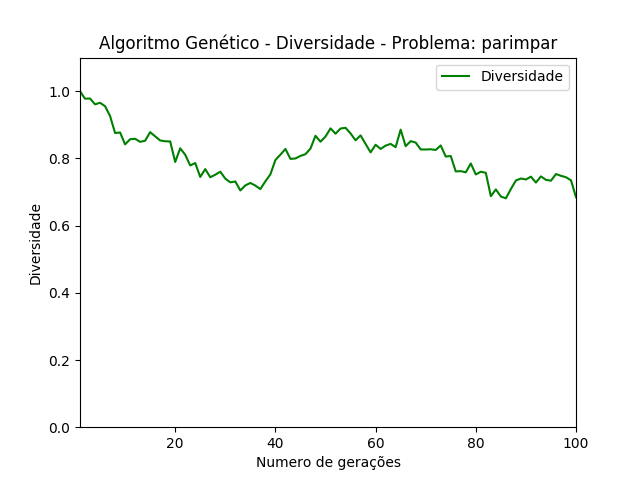 Algoritmo Genético - Diversidade - Problema: parimpar
Diversidade
1.0
0.8
0.6
0.4
0.2
0.0
Diversidade
20
40
60
80
100
Numero de gerações